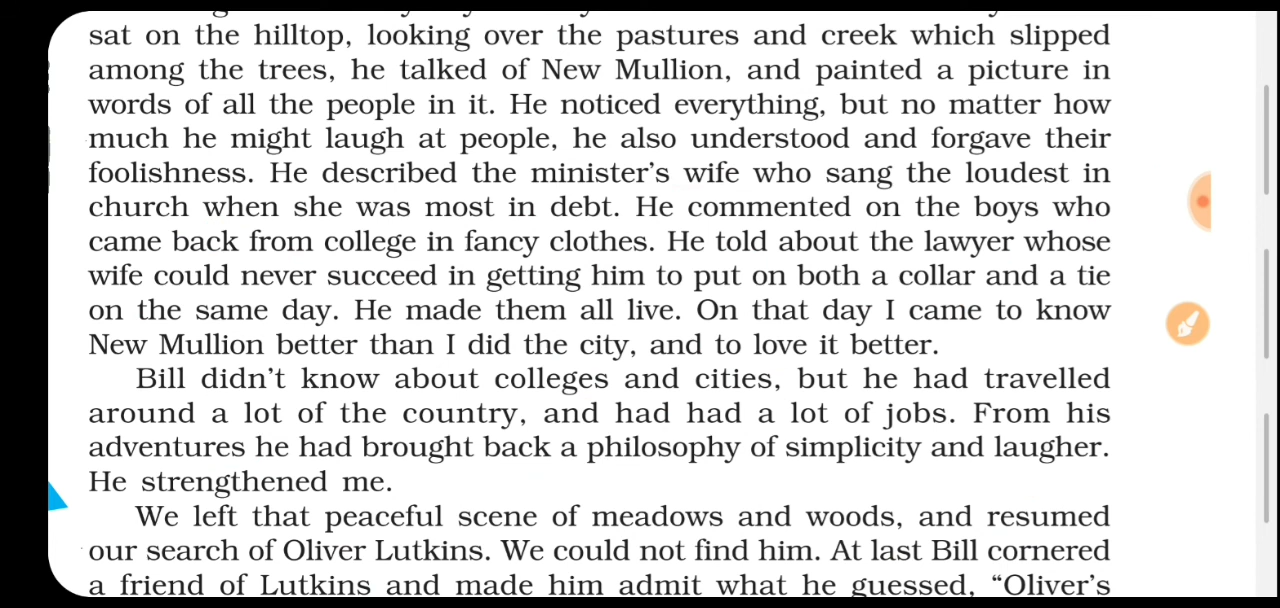 sat on the hilltop, looking over the pastures and creek which slipped
among the trees, he talked of New Mullion, and painted a picture in
words of all the people in it. He noticed everything, but no matter how
much he might laugh at people, he also understood and forgave their
foolishness. He described the minister’s wife who sang the loudest in
church when she was most in debt. He commented on the boys who
came back from college in fancy clothes. He told about the lawyer whose
wife could never succeed in getting him to put on both a collar and a tie
on the same day. He made them all live. On that day I came to know
New Mullion better than I did the city, and to love it better.
Bill didn’t know about colleges and cities, but he had travelled
around a lot of the country, and had had a lot of jobs. From his
adventures he had brought back a philosophy of simplicity and laugher.
He strengthened me.
We left that peaceful scene of meadows and woods, and resumed
our search of Oliver Lutkins. We could not find him. At last Bill cornered
a friend of Lutkins and made him admit what he guessed, “Oliver’s